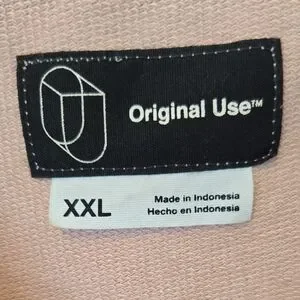 Original Use™
XXL
Made in Indonesia
Hecho en Indonesia